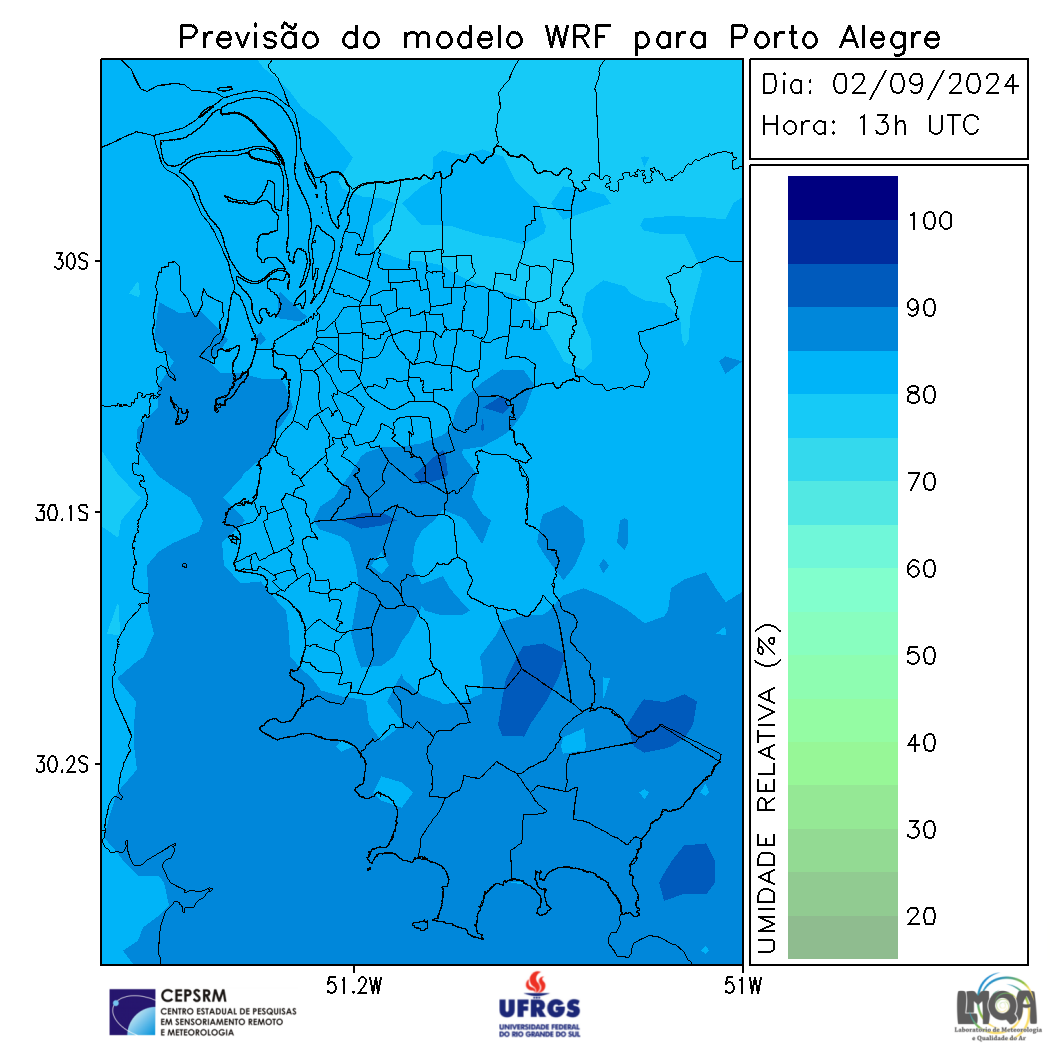 Previsão do modelo WRF para Porto Alegre
Dia: 02/09/2024
Hora: 13h UTC
100
90
80
70
60
50
40
30
20
UMIDADE RELATIVA (%)
30S
30.1S
30.2S
51.2W
51W
CEPSRM
CENTRO ESTADUAL DE PESQUISAS
EM SENSORIAMENTO REMOTO
E METEOROLOGIA
UFRGS
UNIVERSIDADE FEDERAL
DO RIO GRANDE DO SUL
LMQA
Laboratório de Meteorologia
e Qualidade do Ar